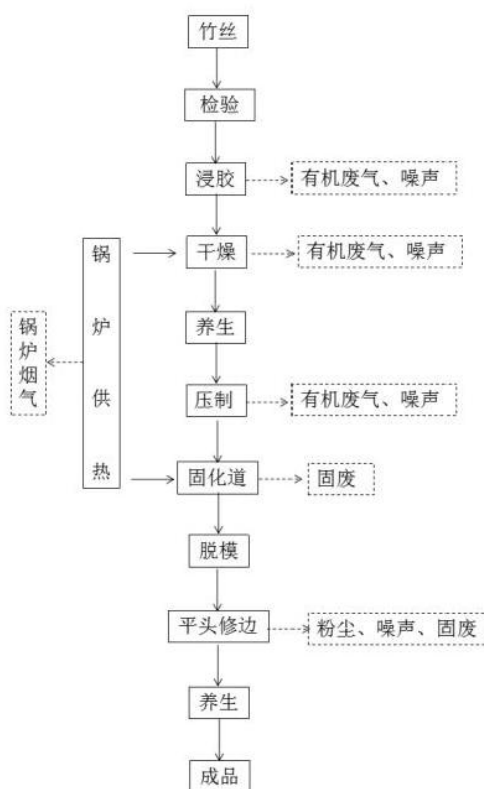 竹丝
检验
浸胶
有机废气、噪声
干燥
有机废气、噪声
锅炉供热
锅炉烟气
养生
压制
有机废气、噪声
固化道
固废
脱模
平头修边
粉尘、噪声、固废
养生
成品